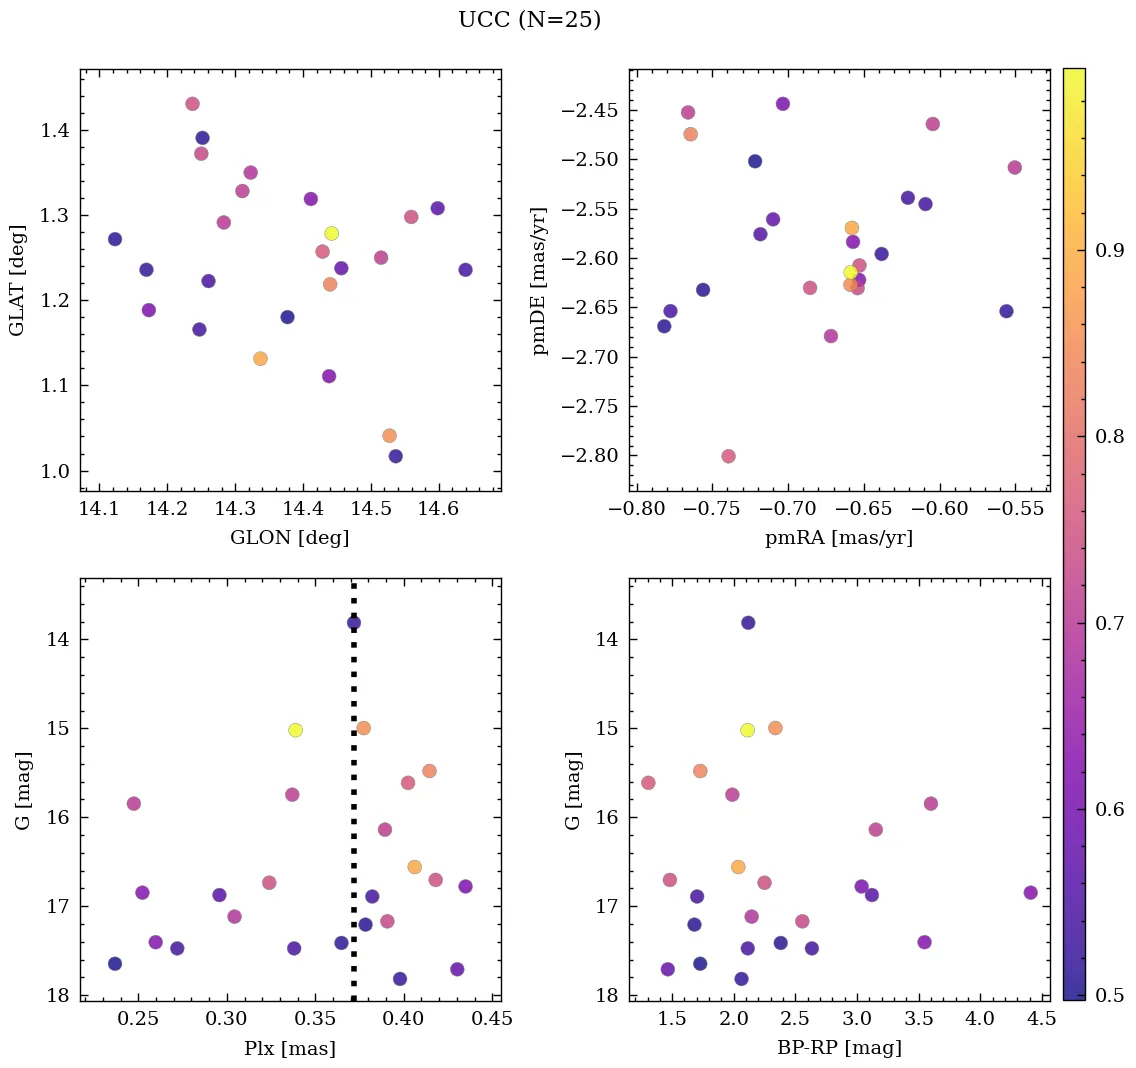 UCC (N=25)
1.4
1.3
1.2
1.1
1.0
GLAT [deg]
14.1 14.2 14.3 14.4 14.5 14.6
GLON [deg]
−2.45
−2.50
−2.55
−2.60
−2.65
−2.70
−2.75
−2.80
pmDE [mas/yr]
−0.80 −0.75 −0.70 −0.65 −0.60 −0.55
pmRA [mas/yr]
14
15
16
17
18
G [mag]
0.25 0.30 0.35 0.40 0.45
Plx [mas]
14
15
16
17
18
G [mag]
1.5 2.0 2.5 3.0 3.5 4.0 4.5
BP-RP [mag]
0.9
0.8
0.7
0.6
0.5